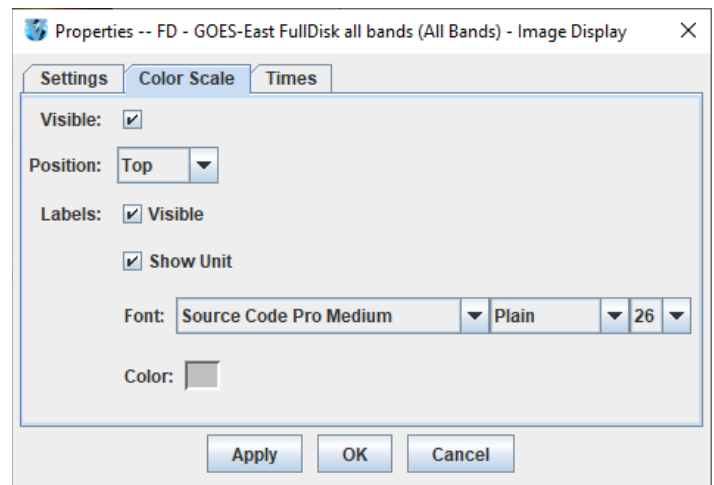 Properties -- FD - GOES-East FullDisk all bands (All Bands) - Image Display
Settings Color Scale Times
Visible:
Position: Top
Labels: Visible
Show Unit
Font: Source Code Pro Medium Plain 26
Color:
Apply OK Cancel